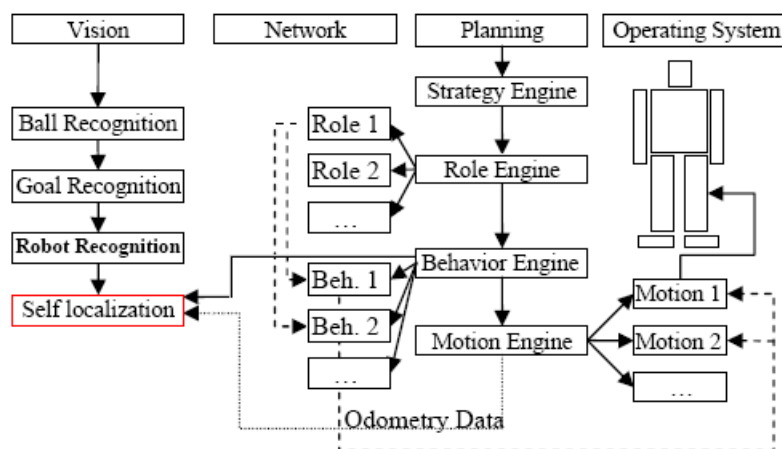 Vision
Network
Planning
Operating System
Strategy Engine
Ball Recognition
Role 1
Goal Recognition
Role 2
Role Engine
...
Robot Recognition
Behavior Engine
Beh. 1
Motion 1
Self localization
Beh. 2
Motion Engine
Motion 2
...
...
Odometry Data